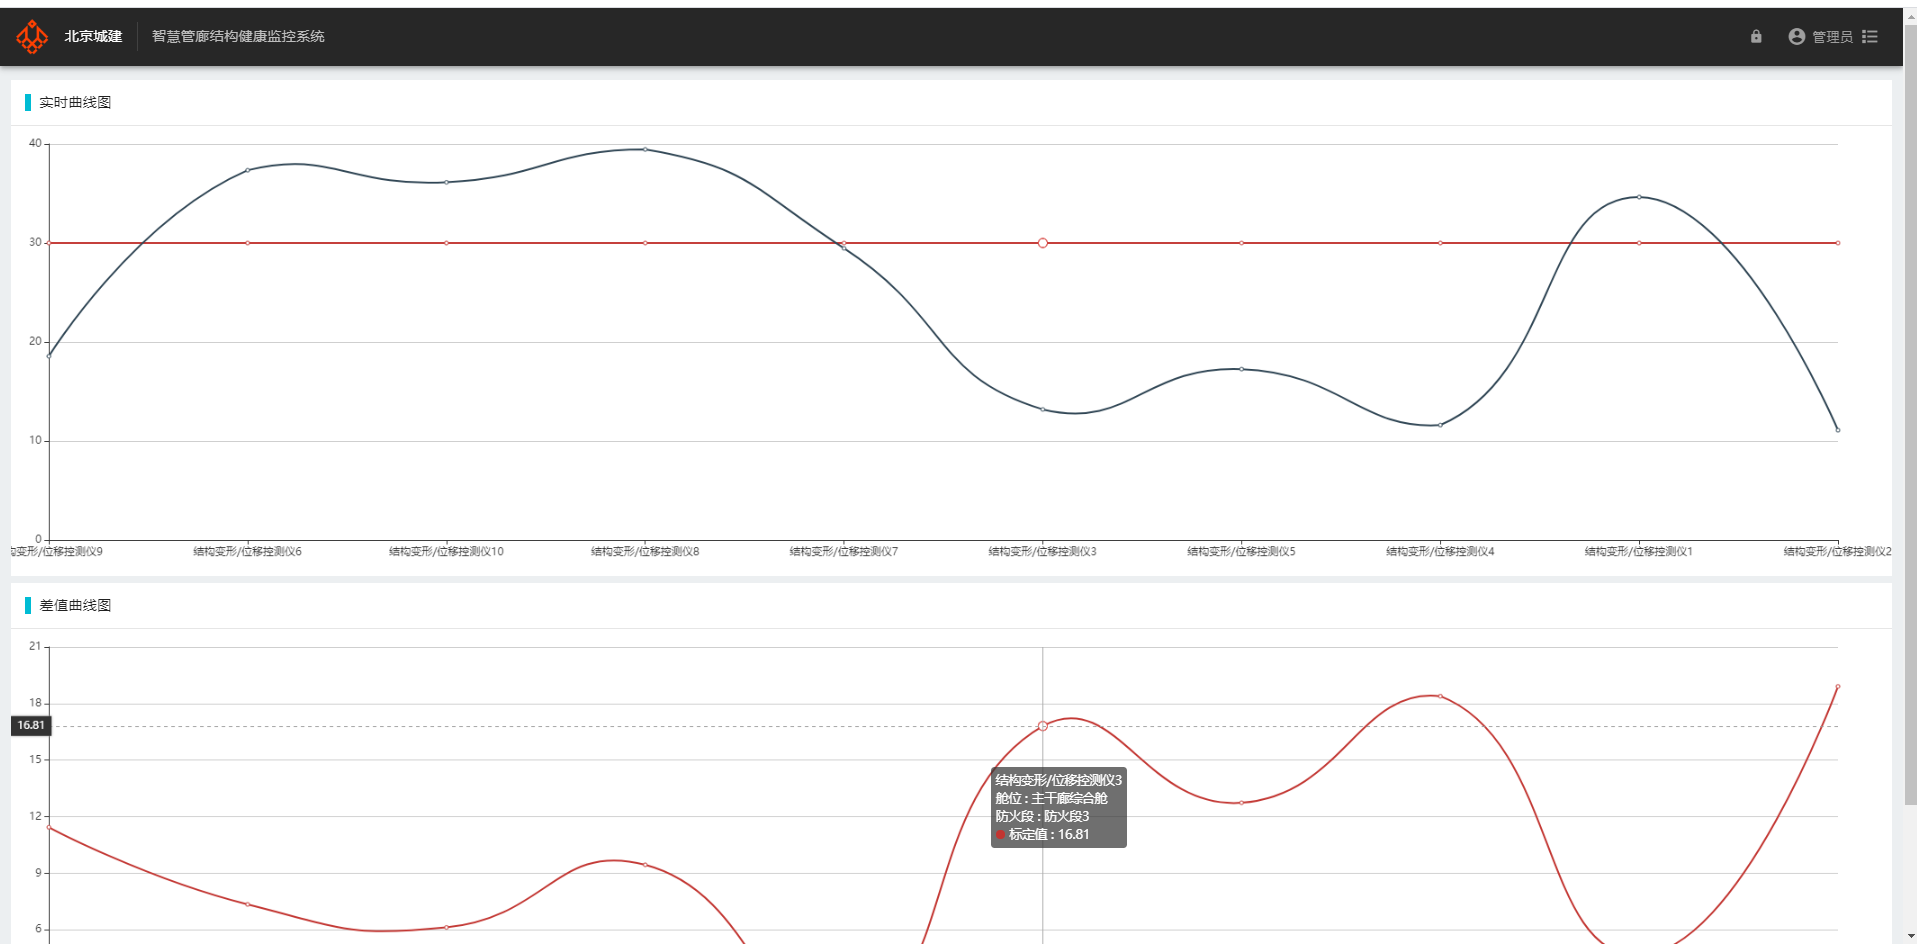 北京城建
智慧管廊结构健康监控系统
管理员
实时曲线图
40
30
20
10
0
构变形/位移控测仪9 结构变形/位移控测仪6 结构变形/位移控测仪10 结构变形/位移控测仪8 结构变形/位移控测仪7 结构变形/位移控测仪3 结构变形/位移控测仪5 结构变形/位移控测仪4 结构变形/位移控测仪1 结构变形/位移控测仪2
差值曲线图
21
18
16.81
15
12
9
6
结构变形/位移控测仪3
舱位 : 主干廊综合舱
防火段 : 防火段3
标定值 : 16.81